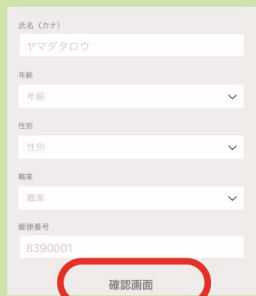 氏名（カナ）
ヤマダタロウ
年齢
年齢
性別
性別
職業
職業
郵便番号
8390001
確認画面